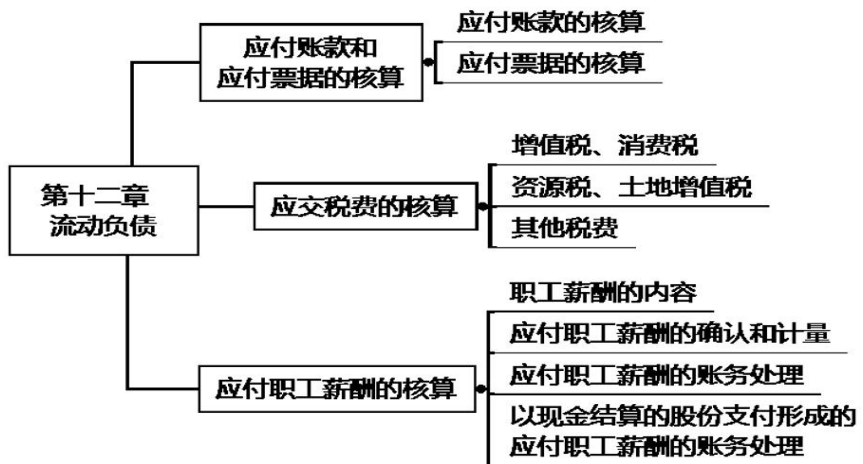 第十二章
流动负债
应付账款和
应付票据的核算
应付账款的核算
应付票据的核算
应交税费的核算
增值税、消费税
资源税、土地增值税
其他税费
应付职工薪酬的核算
职工薪酬的内容
应付职工薪酬的确认和计量
应付职工薪酬的账务处理
以现金结算的股份支付形成的
应付职工薪酬的账务处理